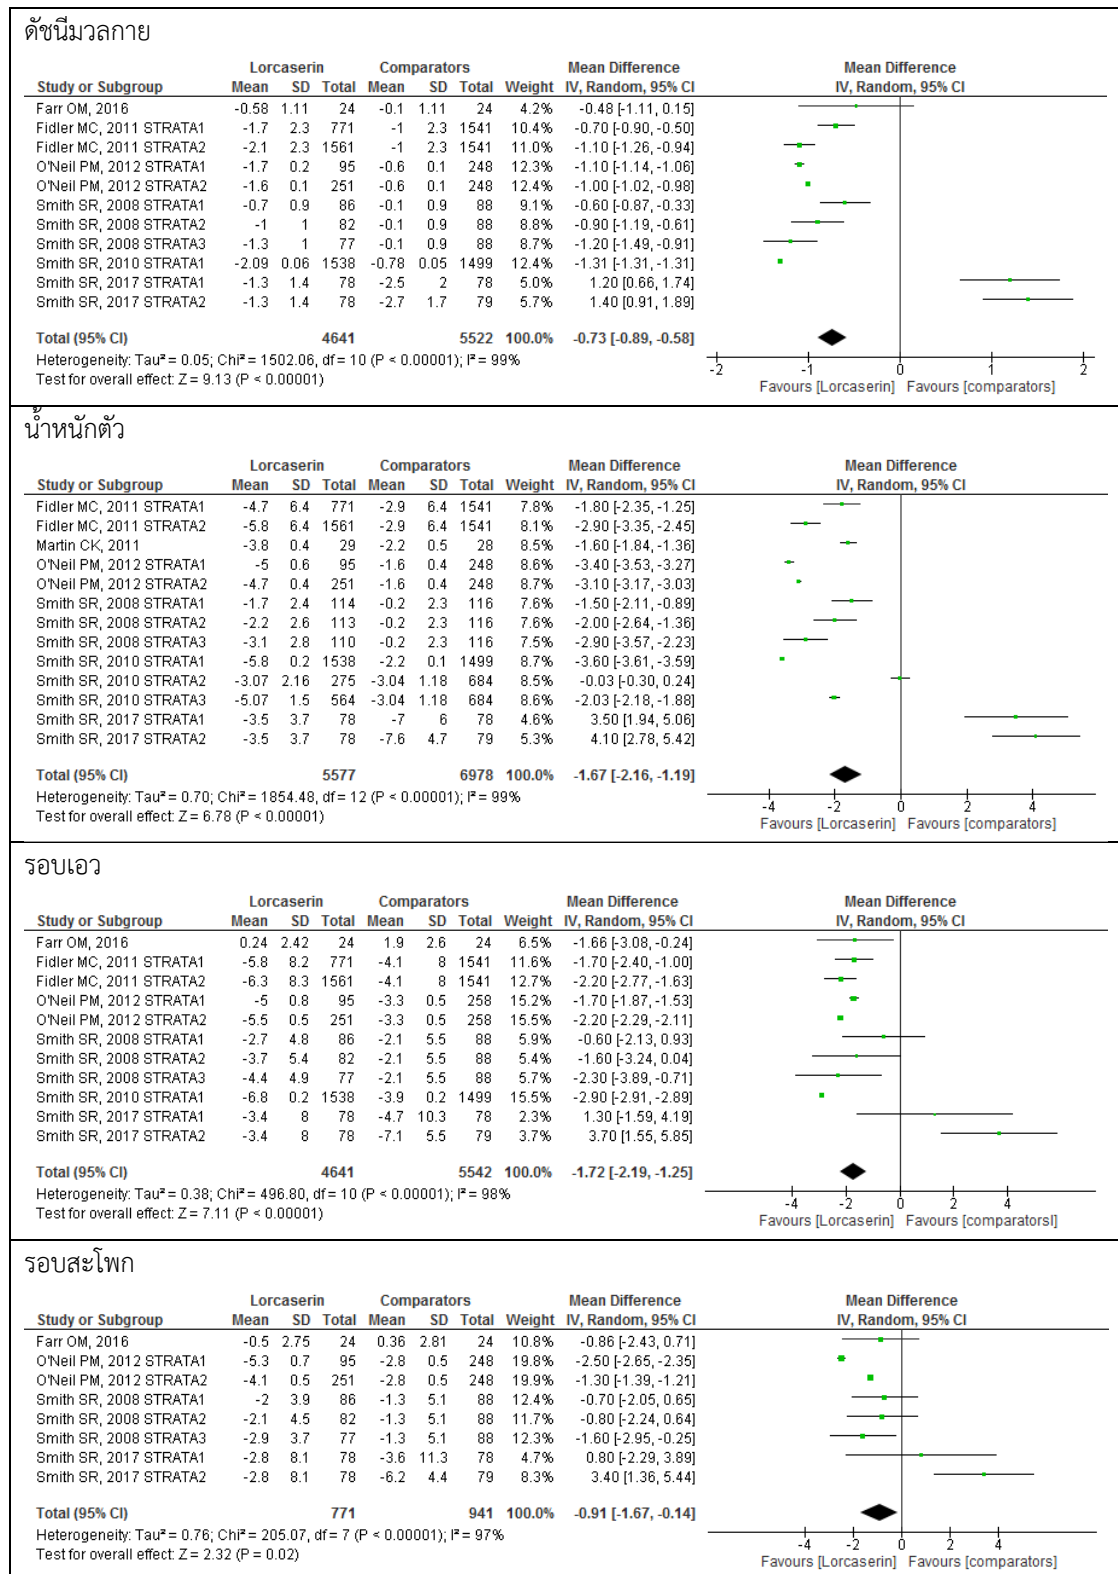 ดัชนีมวลกาย
Lorcaserin Comparators Mean Difference Mean Difference
Study or Subgroup Mean SD Total Mean SD Total Weight IV, Random, 95% CI IV, Random, 95% CI
Farr OM, 2016 -0.58 1.11 24 -0.1 1.11 24 4.2% -0.48 [-1.11, 0.15]
Fidler MC, 2011 STRATA1 -1.7 2.3 771 -1 2.3 1541 10.4% -0.70 [-0.90, -0.50]
Fidler MC, 2011 STRATA2 -2.1 2.3 1561 -1 2.3 1541 11.0% -1.10 [-1.26, -0.94]
O'Neil PM, 2012 STRATA1 -1.7 0.2 95 -0.6 0.1 248 12.3% -1.10 [-1.14, -1.06]
O'Neil PM, 2012 STRATA2 -1.6 0.1 251 -0.6 0.1 248 12.4% -1.00 [-1.02, -0.98]
Smith SR, 2008 STRATA1 -0.7 0.9 86 -0.1 0.9 88 9.1% -0.60 [-0.87, -0.33]
Smith SR, 2008 STRATA2 -1 1 82 -0.1 0.9 88 8.8% -0.90 [-1.19, -0.61]
Smith SR, 2008 STRATA3 -1.3 1 77 -0.1 0.9 88 8.7% -1.20 [-1.49, -0.91]
Smith SR, 2010 STRATA1 -2.09 0.06 1538 -0.78 0.05 1499 12.4% -1.31 [-1.31, -1.31]
Smith SR, 2017 STRATA1 -1.3 1.4 78 -2.5 2 78 5.0% 1.20 [0.66, 1.74]
Smith SR, 2017 STRATA2 -1.3 1.4 78 -2.7 1.7 79 5.7% 1.40 [0.91, 1.89]
Total (95% CI) 4641 5522 100.0% -0.73 [-0.89, -0.58]
Heterogeneity: Tau² = 0.05; Chi² = 1502.06, df = 10 (P < 0.00001); I² = 99%
Test for overall effect: Z = 9.13 (P < 0.00001)
-2 -1 0 1 2
Favours [Lorcaserin] Favours [comparators]
น้ำหนักตัว
Lorcaserin Comparators Mean Difference Mean Difference
Study or Subgroup Mean SD Total Mean SD Total Weight IV, Random, 95% CI IV, Random, 95% CI
Fidler MC, 2011 STRATA1 -4.7 6.4 771 -2.9 6.4 1541 7.8% -1.80 [-2.35, -1.25]
Fidler MC, 2011 STRATA2 -5.8 6.4 1561 -2.9 6.4 1541 8.1% -2.90 [-3.35, -2.45]
Martin CK, 2011 -3.8 0.4 29 -2.2 0.5 28 8.5% -1.60 [-1.84, -1.36]
O'Neil PM, 2012 STRATA1 -5 0.6 95 -1.6 0.4 248 8.6% -3.40 [-3.53, -3.27]
O'Neil PM, 2012 STRATA2 -4.7 0.4 251 -1.6 0.4 248 8.7% -3.10 [-3.17, -3.03]
Smith SR, 2008 STRATA1 -1.7 2.4 114 -0.2 2.3 116 7.6% -1.50 [-2.11, -0.89]
Smith SR, 2008 STRATA2 -2.2 2.6 113 -0.2 2.3 116 7.6% -2.00 [-2.64, -1.36]
Smith SR, 2008 STRATA3 -3.1 2.8 110 -0.2 2.3 116 7.5% -2.90 [-3.57, -2.23]
Smith SR, 2010 STRATA1 -5.8 0.2 1538 -2.2 0.1 1499 8.7% -3.60 [-3.61, -3.59]
Smith SR, 2010 STRATA2 -3.07 2.16 275 -3.04 1.18 684 8.5% -0.03 [-0.30, 0.24]
Smith SR, 2010 STRATA3 -5.07 1.5 564 -3.04 1.18 684 8.6% -2.03 [-2.18, -1.88]
Smith SR, 2017 STRATA1 -3.5 3.7 78 -7 6 78 4.6% 3.50 [1.94, 5.06]
Smith SR, 2017 STRATA2 -3.5 3.7 78 -7.6 4.7 79 5.3% 4.10 [2.78, 5.42]
Total (95% CI) 5577 6978 100.0% -1.67 [-2.16, -1.19]
Heterogeneity: Tau² = 0.70; Chi² = 1854.48, df = 12 (P < 0.00001); I² = 99%
Test for overall effect: Z = 6.78 (P < 0.00001)
-4 -2 0 2 4
Favours [Lorcaserin] Favours [comparators]
รอบเอว
Lorcaserin Comparators Mean Difference Mean Difference
Study or Subgroup Mean SD Total Mean SD Total Weight IV, Random, 95% CI IV, Random, 95% CI
Farr OM, 2016 0.24 2.42 24 1.9 2.6 24 6.5% -1.66 [-3.08, -0.24]
Fidler MC, 2011 STRATA1 -5.8 8.2 771 -4.1 8 1541 11.6% -1.70 [-2.40, -1.00]
Fidler MC, 2011 STRATA2 -6.3 8.3 1561 -4.1 8 1541 12.7% -2.20 [-2.77, -1.63]
O'Neil PM, 2012 STRATA1 -5 0.8 95 -3.3 0.5 258 15.2% -1.70 [-1.87, -1.53]
O'Neil PM, 2012 STRATA2 -5.5 0.5 251 -3.3 0.5 258 15.5% -2.20 [-2.29, -2.11]
Smith SR, 2008 STRATA1 -2.7 4.8 86 -2.1 5.5 88 5.9% -0.60 [-2.13, 0.93]
Smith SR, 2008 STRATA2 -3.7 5.4 82 -2.1 5.5 88 5.4% -1.60 [-3.24, 0.04]
Smith SR, 2008 STRATA3 -4.4 4.9 77 -2.1 5.5 88 5.7% -2.30 [-3.89, -0.71]
Smith SR, 2010 STRATA1 -6.8 0.2 1538 -3.9 0.2 1499 15.5% -2.90 [-2.91, -2.89]
Smith SR, 2017 STRATA1 -3.4 8 78 -4.7 10.3 78 2.3% 1.30 [-1.59, 4.19]
Smith SR, 2017 STRATA2 -3.4 8 78 -7.1 5.5 79 3.7% 3.70 [1.55, 5.85]
Total (95% CI) 4641 5542 100.0% -1.72 [-2.19, -1.25]
Heterogeneity: Tau² = 0.38; Chi² = 496.80, df = 10 (P < 0.00001); I² = 98%
Test for overall effect: Z = 7.11 (P < 0.00001)
-4 -2 0 2 4
Favours [Lorcaserin] Favours [comparatorsl]
รอบสะโพก
Lorcaserin Comparators Mean Difference Mean Difference
Study or Subgroup Mean SD Total Mean SD Total Weight IV, Random, 95% CI IV, Random, 95% CI
Farr OM, 2016 -0.5 2.75 24 0.36 2.81 24 10.8% -0.86 [-2.43, 0.71]
O'Neil PM, 2012 STRATA1 -5.3 0.7 95 -2.8 0.5 248 19.8% -2.50 [-2.65, -2.35]
O'Neil PM, 2012 STRATA2 -4.1 0.5 251 -2.8 0.5 248 19.9% -1.30 [-1.39, -1.21]
Smith SR, 2008 STRATA1 -2 3.9 86 -1.3 5.1 88 12.4% -0.70 [-2.05, 0.65]
Smith SR, 2008 STRATA2 -2.1 4.5 82 -1.3 5.1 88 11.7% -0.80 [-2.24, 0.64]
Smith SR, 2008 STRATA3 -2.9 3.7 77 -1.3 5.1 88 12.3% -1.60 [-2.95, -0.25]
Smith SR, 2017 STRATA1 -2.8 8.1 78 -3.6 11.3 78 4.7% 0.80 [-2.29, 3.89]
Smith SR, 2017 STRATA2 -2.8 8.1 78 -6.2 4.4 79 8.3% 3.40 [1.36, 5.44]
Total (95% CI) 771 941 100.0% -0.91 [-1.67, -0.14]
Heterogeneity: Tau² = 0.76; Chi² = 205.07, df = 7 (P < 0.00001); I² = 97%
Test for overall effect: Z = 2.32 (P = 0.02)
-4 -2 0 2 4
Favours [Lorcaserin] Favours [comparators]